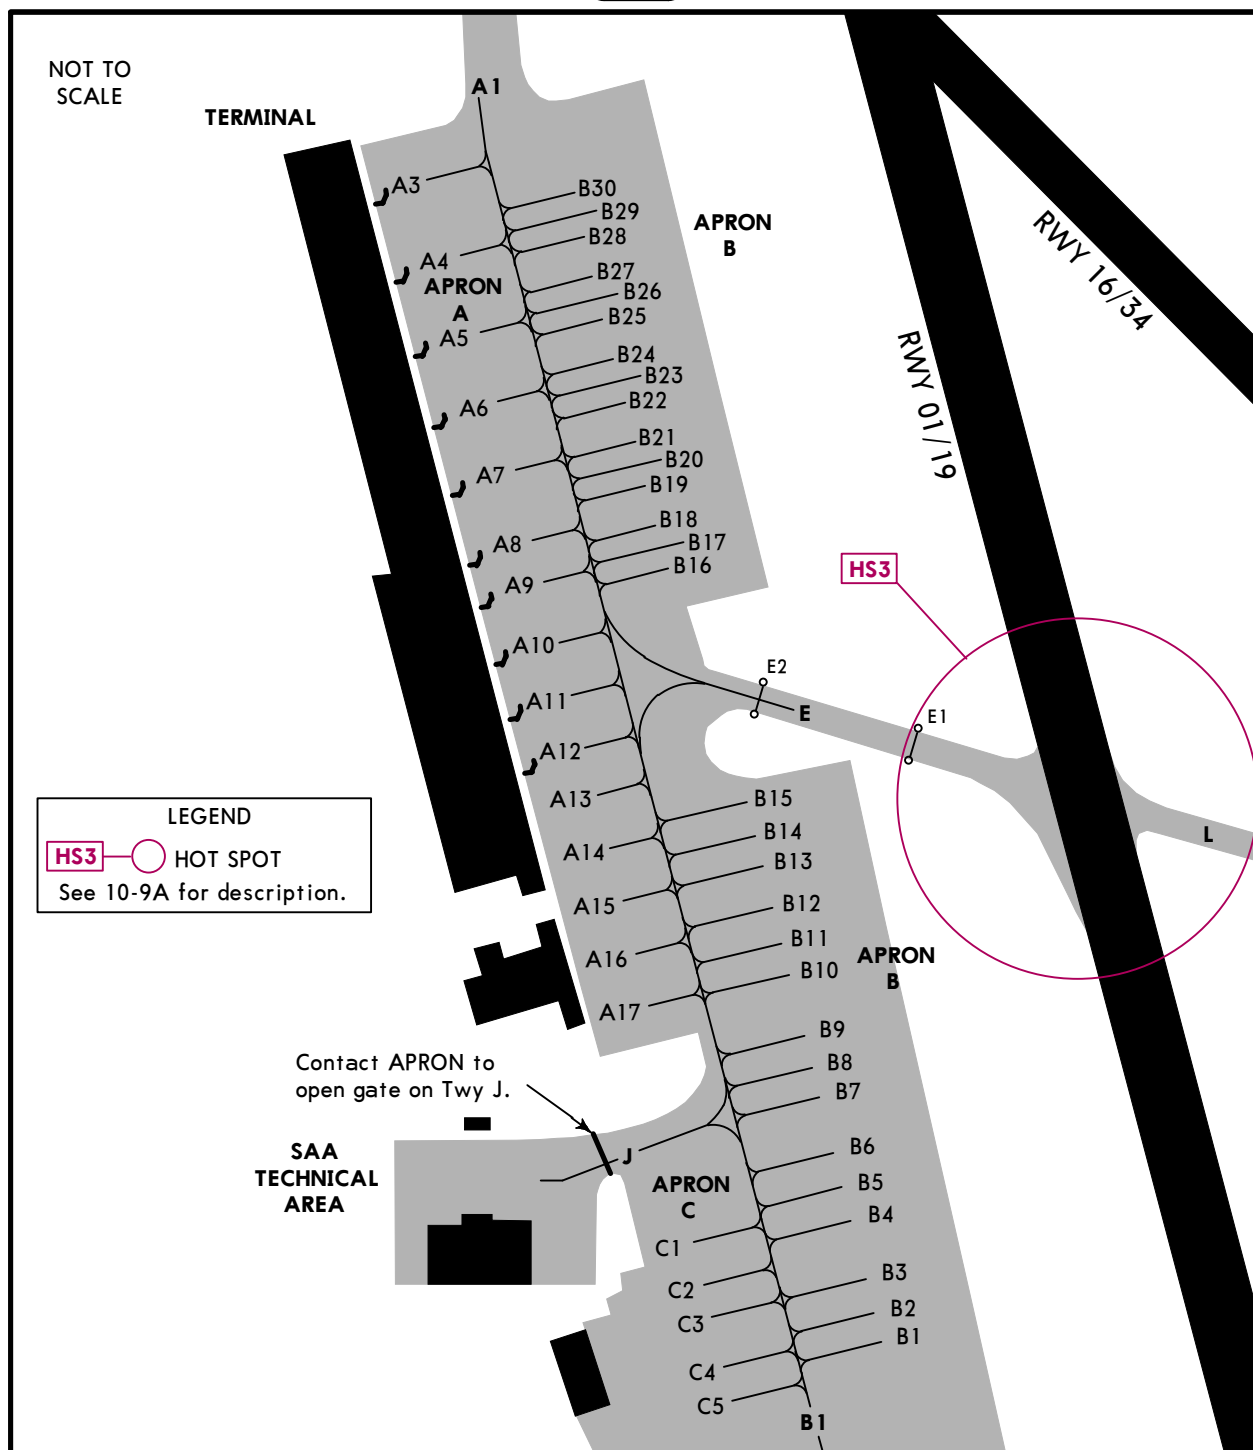 NOT TO
SCALE
A1
TERMINAL
A3
B30
B29
APRON
B
B28
A4
B27
APRON
A
B26
B25
A5
B24
B23
B22
A6
B21
B20
A7
B19
B18
A8
B17
B16
A9
A10
A11
A12
A13
RWY 16/34
RWY 01/19
HS3
E2
E
E1
L
LEGEND
HS3
HOT SPOT
See 10-9A for description.
B15
B14
A14
B13
A15
B12
B11
A16
APRON
B
B10
A17
B9
B8
B7
Contact APRON to
open gate on Twy J.
J
SAA
TECHNICAL
AREA
APRON
C
B6
B5
B4
C1
B3
C2
B2
C3
B1
C4
C5
B1